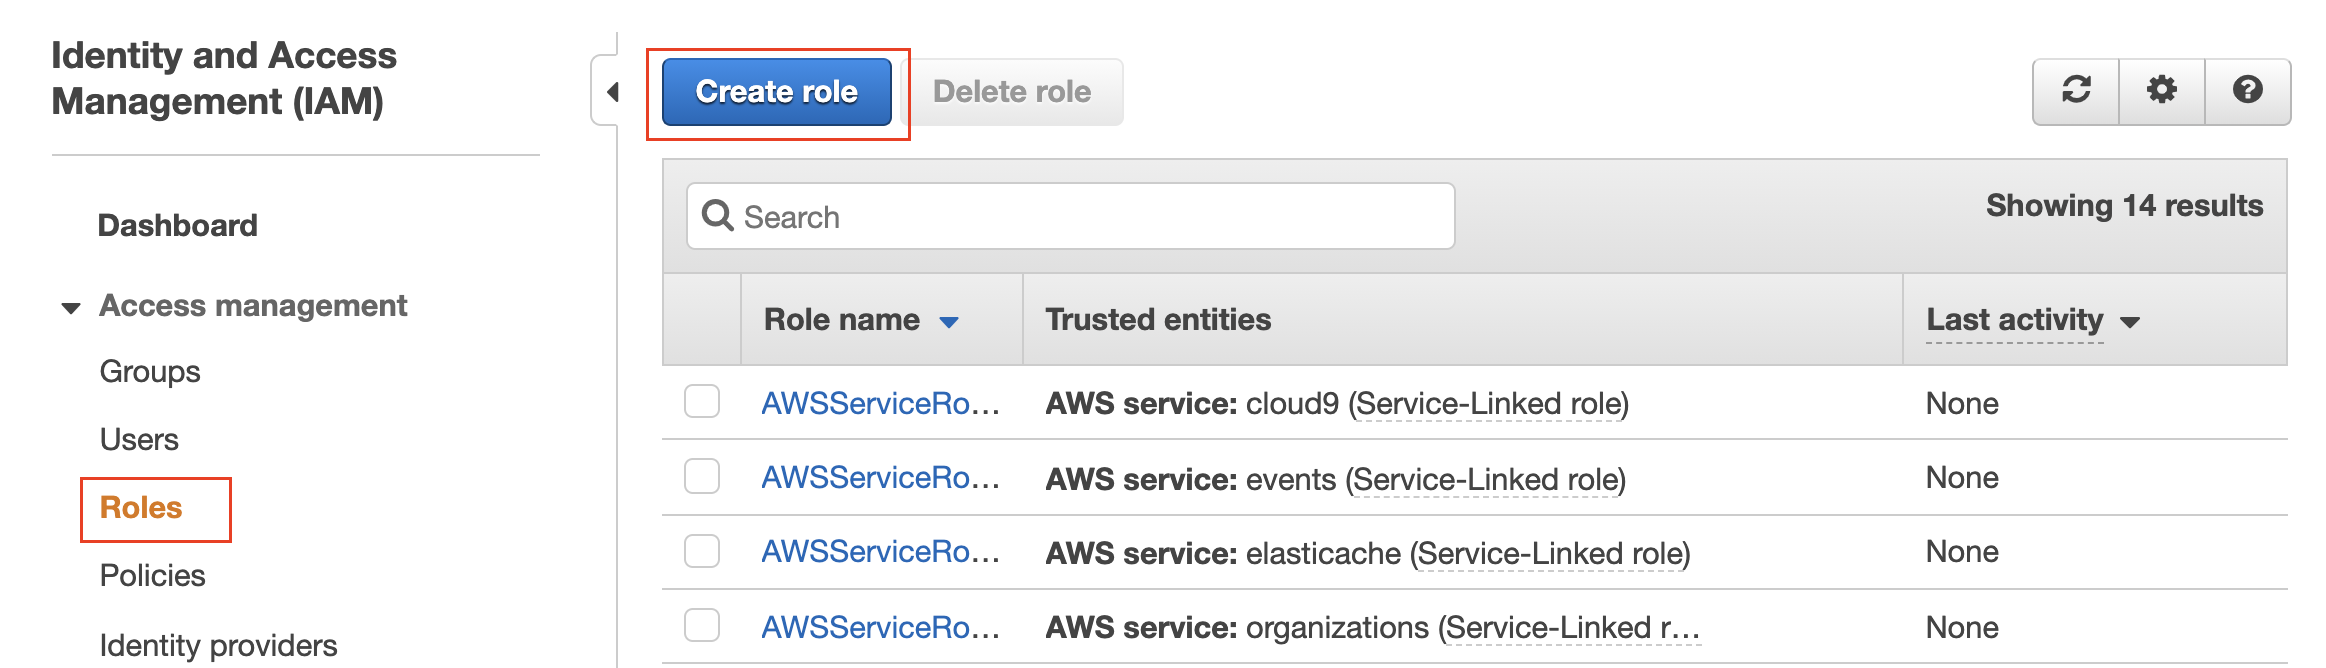 Identity and Access
Management (IAM)
Dashboard
Access management
Groups
Users
Roles
Policies
Identity providers
Create role
Delete role
Search
Showing 14 results
Role name
Trusted entities
Last activity
AWSServiceRo... AWS service: cloud9 (Service-Linked role) None
AWSServiceRo... AWS service: events (Service-Linked role) None
AWSServiceRo... AWS service: elasticache (Service-Linked role) None
AWSServiceRo... AWS service: organizations (Service-Linked r... None